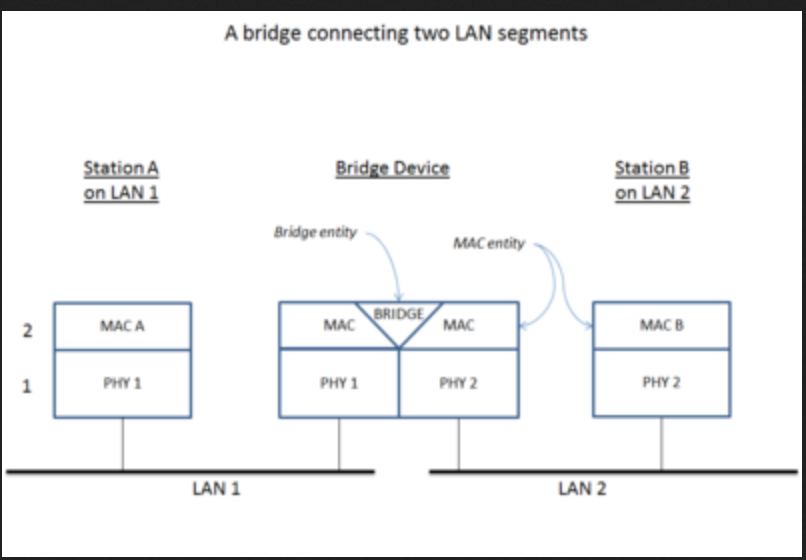 A bridge connecting two LAN segments
Station A
on LAN 1
Bridge Device
Station B
on LAN 2
Bridge entity
MAC entity
2
MAC A
MAC
BRIDGE
MAC
MAC B
1
PHY 1
PHY 1
PHY 2
PHY 2
LAN 1
LAN 2